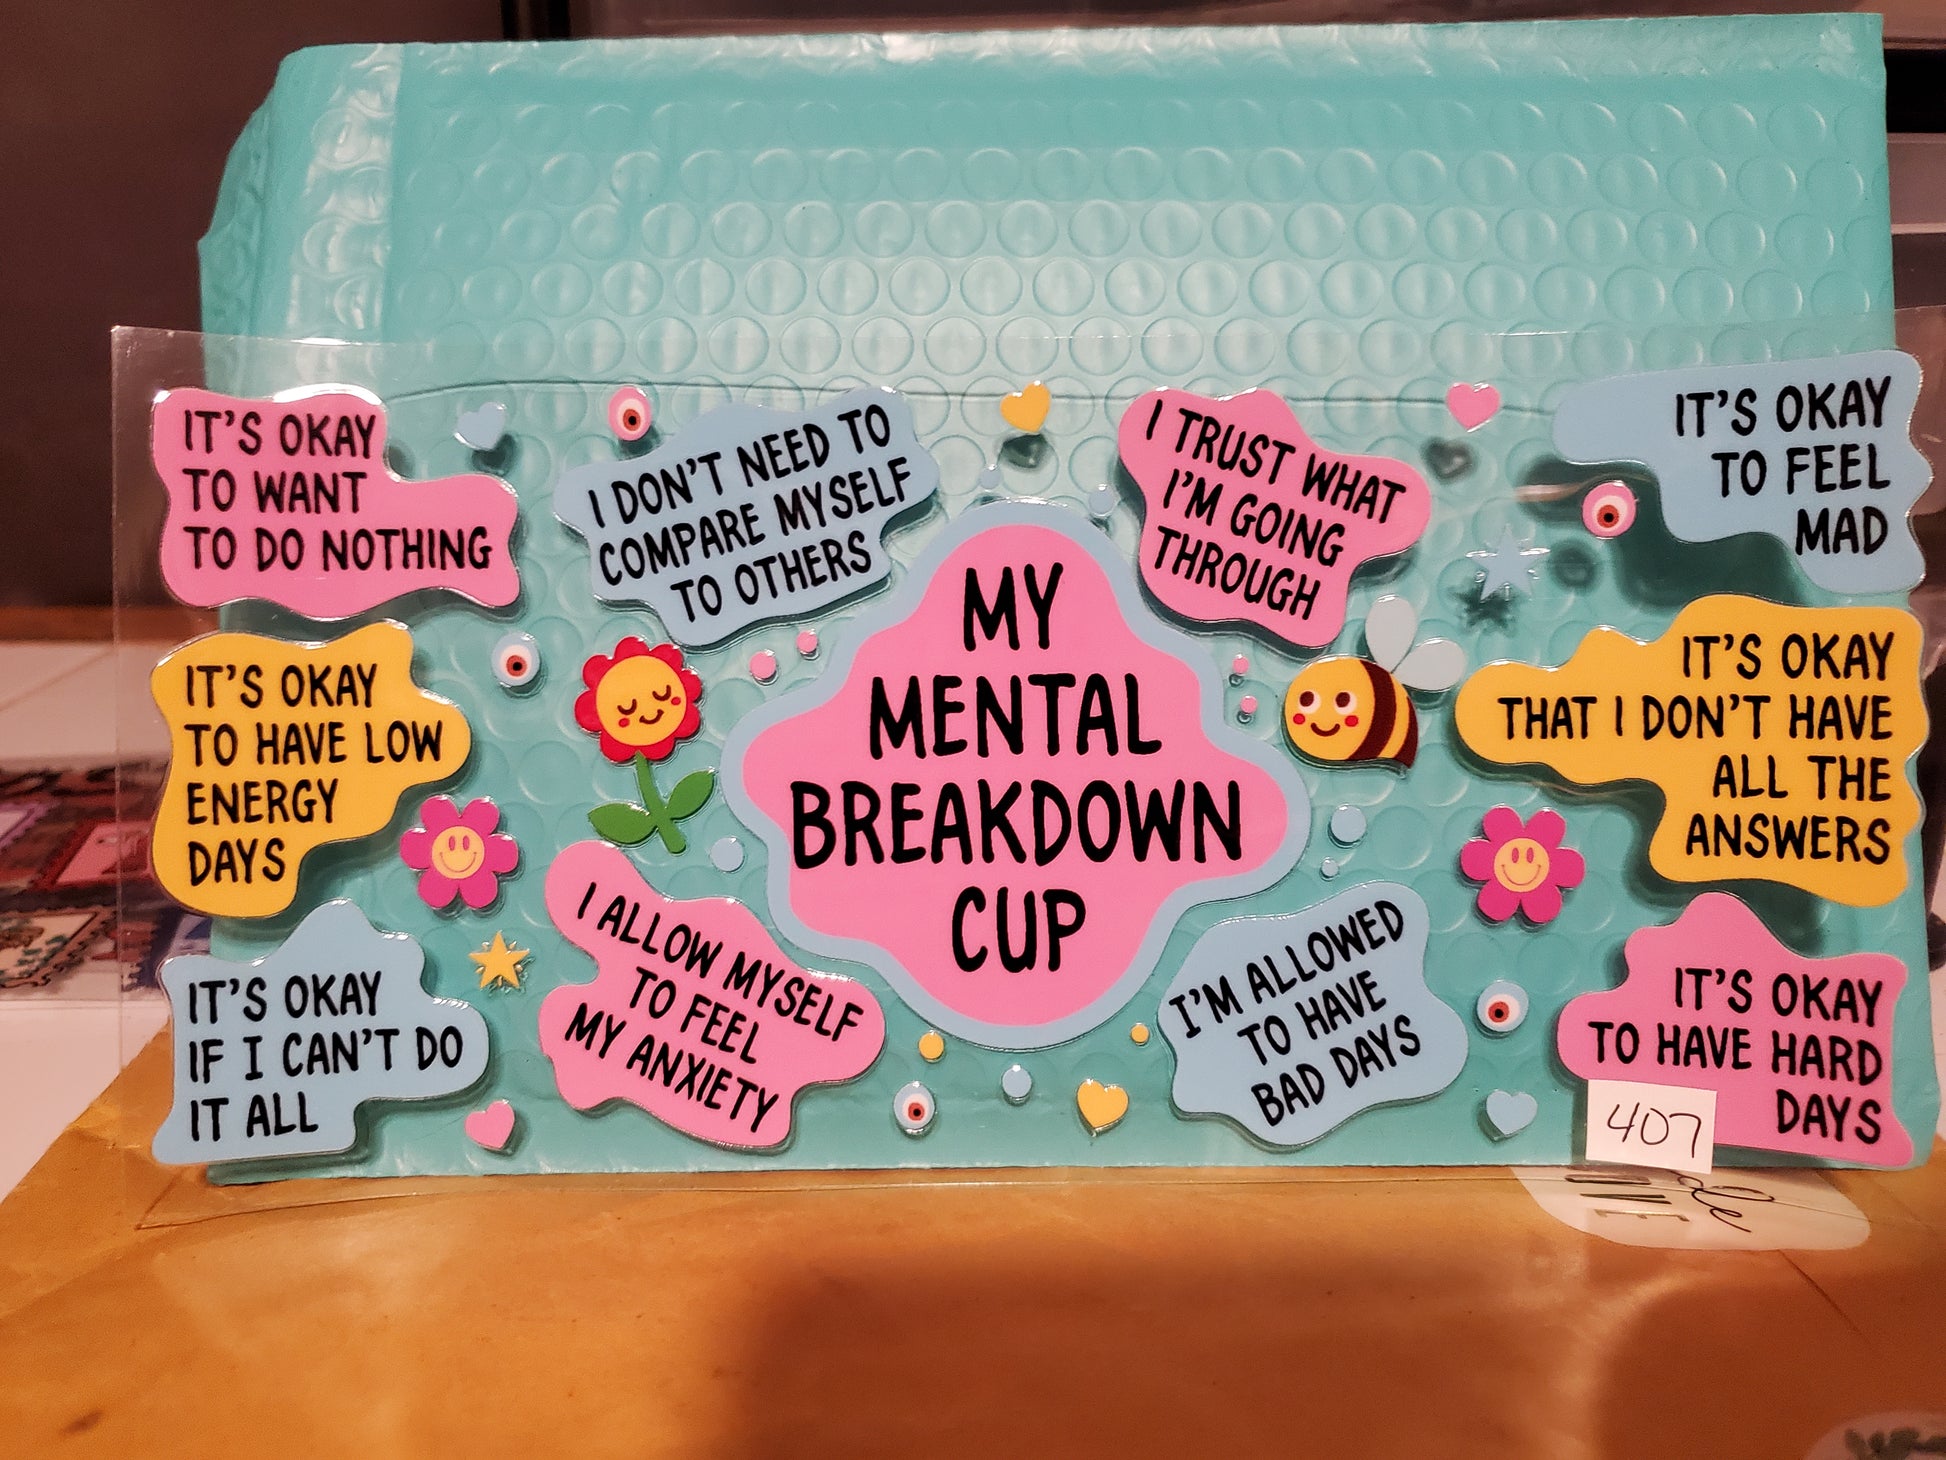 IT'S OKAY
TO WANT
TO DO NOTHING
I DON'T NEED TO
COMPARE MYSELF
TO OTHERS
I TRUST WHAT
I'M GOING
THROUGH
IT'S OKAY
TO FEEL
MAD
IT'S OKAY
TO HAVE LOW
ENERGY
DAYS
MY
MENTAL
BREAKDOWN
CUP
IT'S OKAY
THAT I DON'T HAVE
ALL THE
ANSWERS
IT'S OKAY
IF I CAN'T DO
IT ALL
I ALLOW MYSELF
TO FEEL
MY ANXIETY
I'M ALLOWED
TO HAVE
BAD DAYS
IT'S OKAY
TO HAVE HARD
DAYS
407